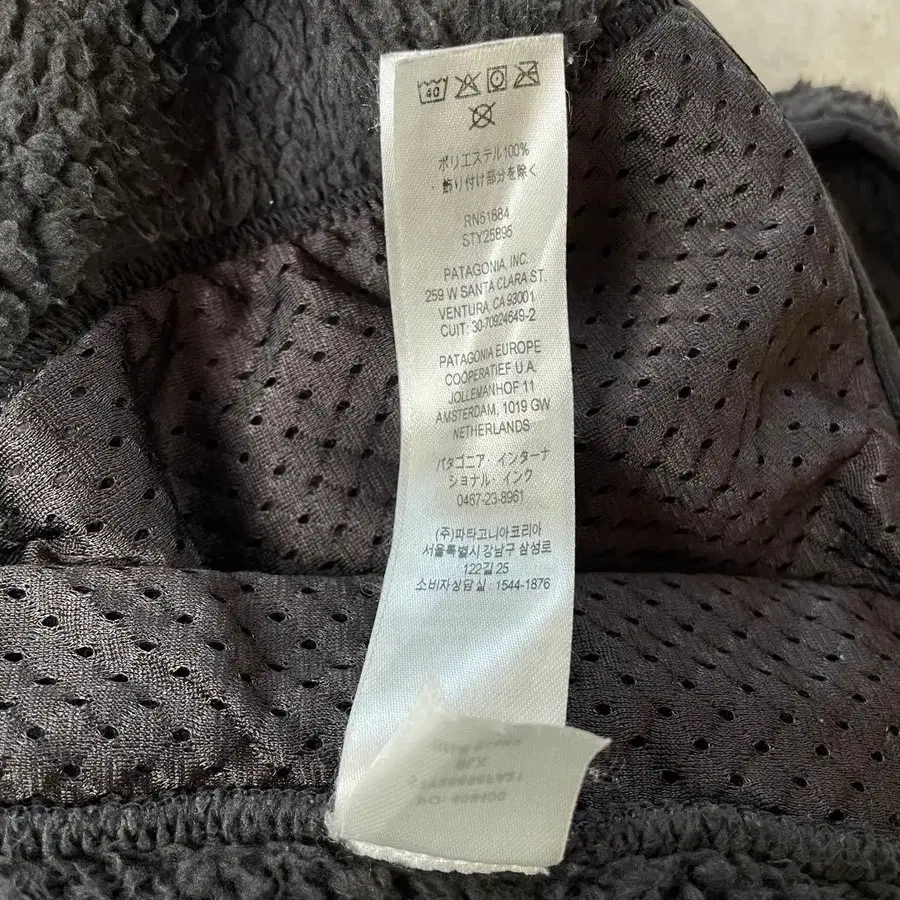 40
ポリエステル100%
・飾り付け部分を除く
RN51884
STY25895
PATAGONIA, INC.
259 W SANTA CLARA ST.
VENTURA CA 93001
CUIT: 30-70924649-2
PATAGONIA EUROPE
COÖPERATIEF U.A.
JOLLEMANHOF 11
AMSTERDAM, 1019 GW
NETHERLANDS
パタゴニア・インターナ
ショナル・インク
0467-23-8961
(주)파타고니아코리아
서울특별시 강남구 삼성로
122길 25
소비자상담실 : 1544-1876